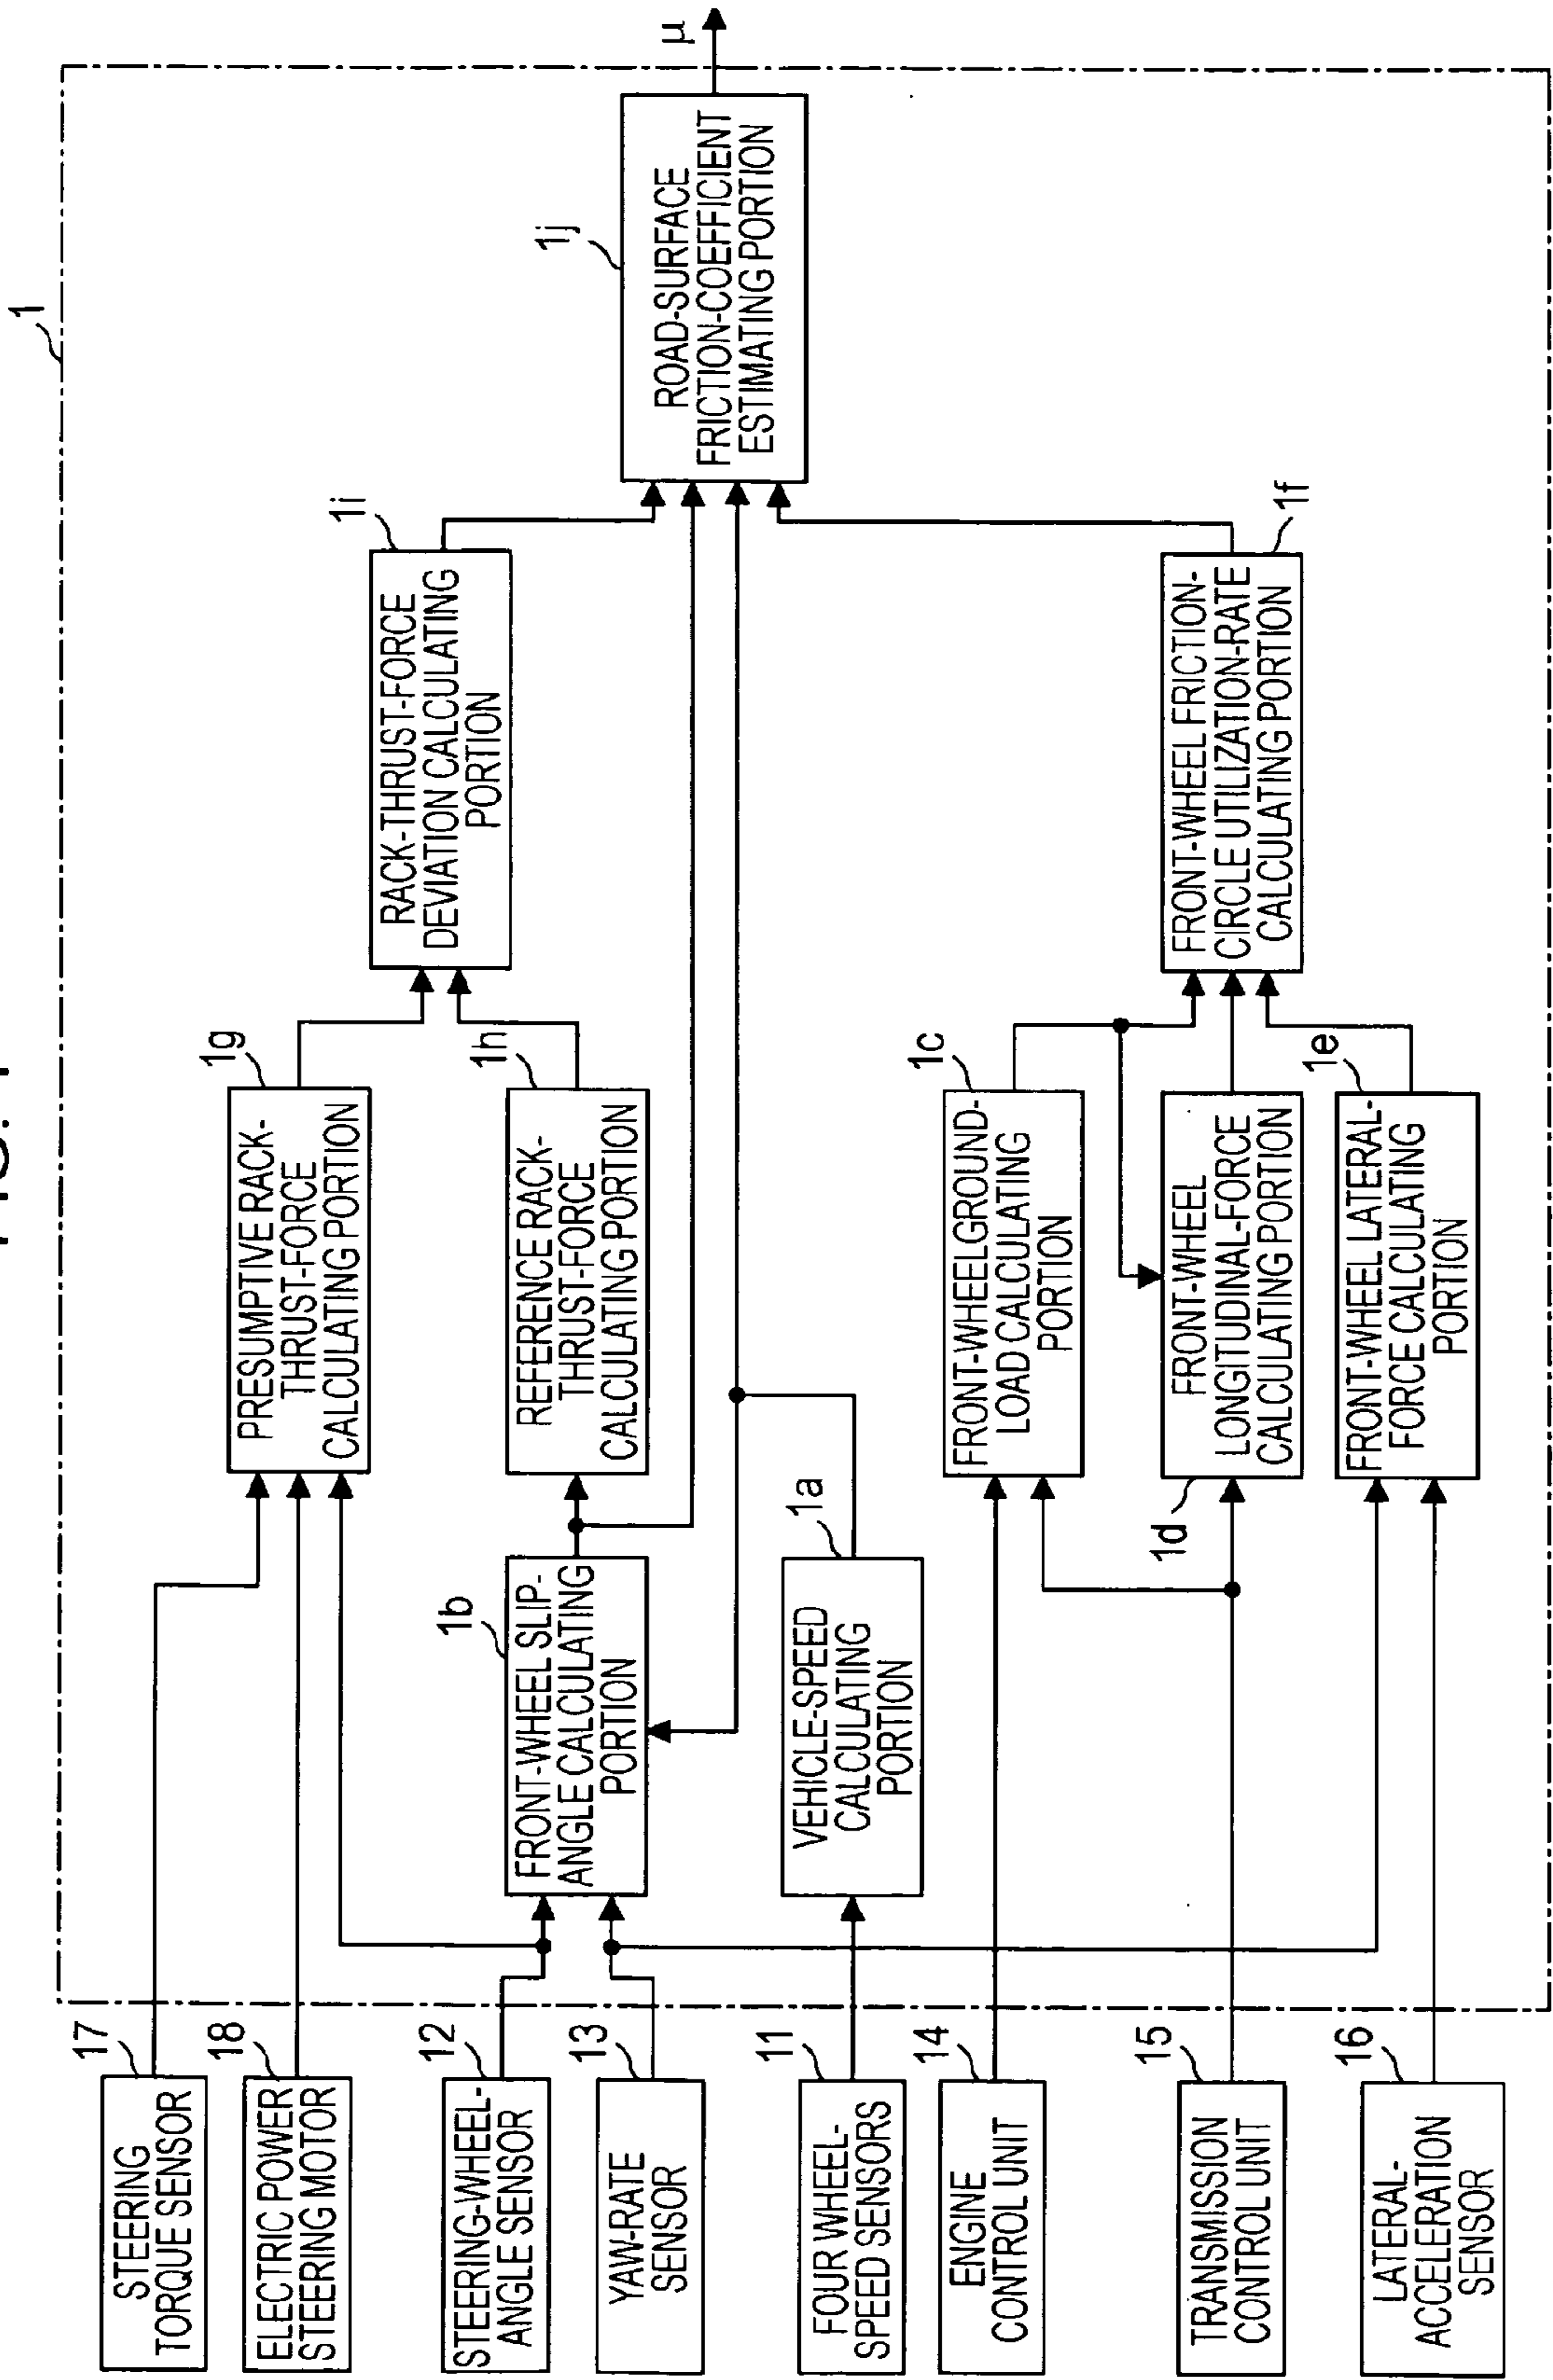 1
17
STEERING
TORQUE SENSOR
18
ELECTRIC POWER
STEERING MOTOR
12
STEERING-WHEEL-
ANGLE SENSOR
13
YAW-RATE
SENSOR
11
FOUR WHEEL-
SPEED SENSORS
14
ENGINE
CONTROL UNIT
15
TRANSMISSION
CONTROL UNIT
16
LATERAL-
ACCELERATION
SENSOR
1b
FRONT-WHEEL SLIP-
ANGLE CALCULATING
PORTION
1a
VEHICLE-SPEED
CALCULATING
PORTION
1g
PRESUMPTIVE RACK-
THRUST-FORCE
CALCULATING PORTION
1h
REFERENCE RACK-
THRUST-FORCE
CALCULATING PORTION
1c
FRONT-WHEELGROUND-
LOAD CALCULATING
PORTION
1d
FRONT-WHEEL
LONGITUDINAL-FORCE
CALCULATING PORTION
1e
FRONT-WHEEL LATERAL-
FORCE CALCULATING
PORTION
1i
RACK-THRUST-FORCE
DEVIATION CALCULATING
PORTION
1f
FRONT-WHEEL FRICTION-
CIRCLE UTILIZATION-RATE
CALCULATING PORTION
1j
ROAD-SURFACE
FRICTION-COEFFICIENT
ESTIMATING PORTION
μ